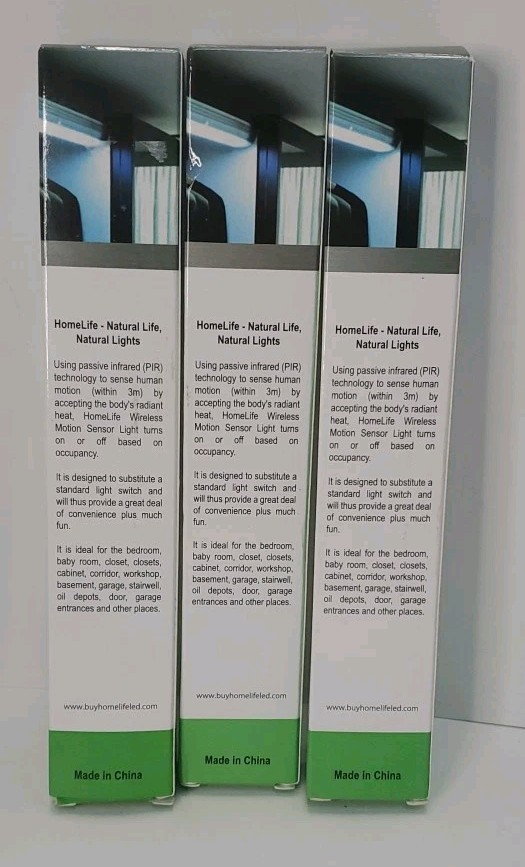 HomeLife - Natural Life,
Natural Lights
Using passive infrared (PIR)
technology to sense human
motion (within 3m) by
accepting the body's radiant
heat, HomeLife Wireless
Motion Sensor Light turns
on or off based on
occupancy.
It is designed to substitute a
standard light switch and
will thus provide a great deal
of convenience plus much
fun.
It is ideal for the bedroom,
baby room, closet, closets,
cabinet, corridor, workshop,
basement, garage, stairwell,
oil depots, door, garage
entrances and other places.
www.buyhomelifeled.com
Made in China
HomeLife - Natural Life,
Natural Lights
Using passive infrared (PIR)
technology to sense human
motion (within 3m) by
accepting the body's radiant
heat, HomeLife Wireless
Motion Sensor Light turns
on or off based on
occupancy.
It is designed to substitute a
standard light switch and
will thus provide a great deal
of convenience plus much
fun.
It is ideal for the bedroom,
baby room, closet, closets,
cabinet, corridor, workshop,
basement, garage, stairwell,
oil depots, door, garage
entrances and other places.
www.buyhomelifeled.com
Made in China
HomeLife - Natural Life,
Natural Lights
Using passive infrared (PIR)
technology to sense human
motion (within 3m) by
accepting the body's radiant
heat, HomeLife Wireless
Motion Sensor Light turns
on or off based on
occupancy.
It is designed to substitute a
standard light switch and
will thus provide a great deal
of convenience plus much
fun.
It is ideal for the bedroom,
baby room, closet, closets,
cabinet, corridor, workshop,
basement, garage, stairwell,
oil depots, door, garage
entrances and other places.
www.buyhomelifeled.com
Made in China